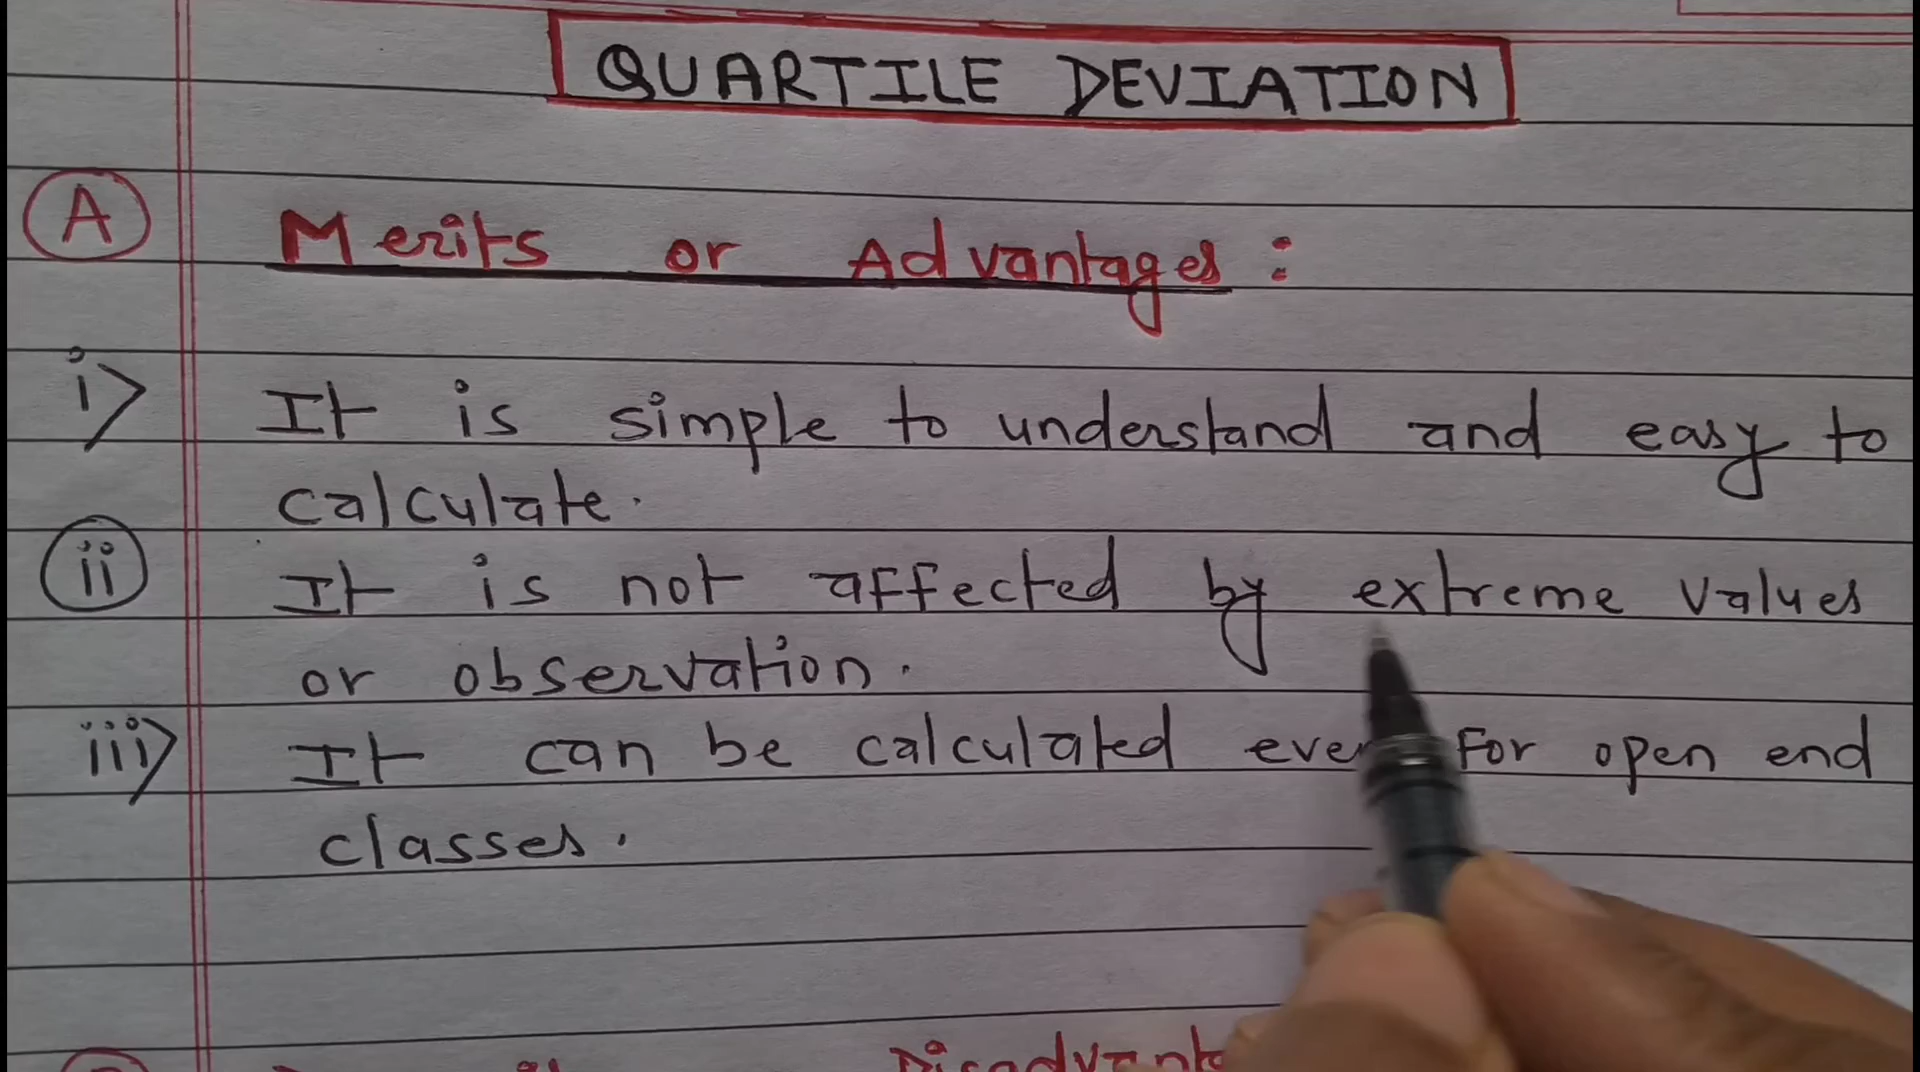 QUARTILE DEVIATION
A Merits or Advantages :
i) It is simple to understand and easy to
calculate.
ii It is not affected by extreme values
or observation.
iii) It can be calculated for open end
classes.